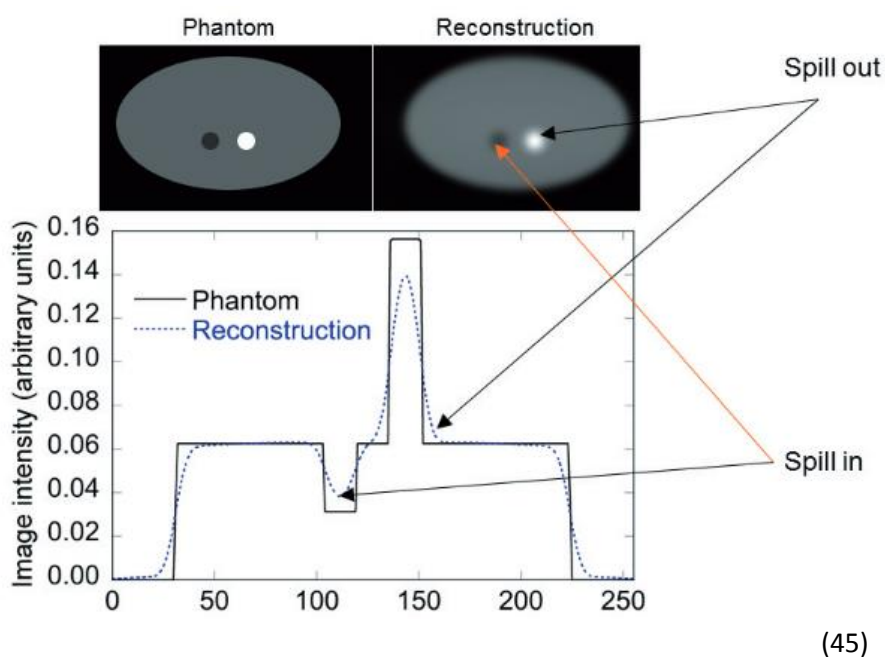 Phantom
Reconstruction
Spill out
Image intensity (arbitrary units)
0.16
0.14
0.12
0.10
0.08
0.06
0.04
0.02
0.00
Phantom
Reconstruction
Spill in
0 50 100 150 200 250
(45)